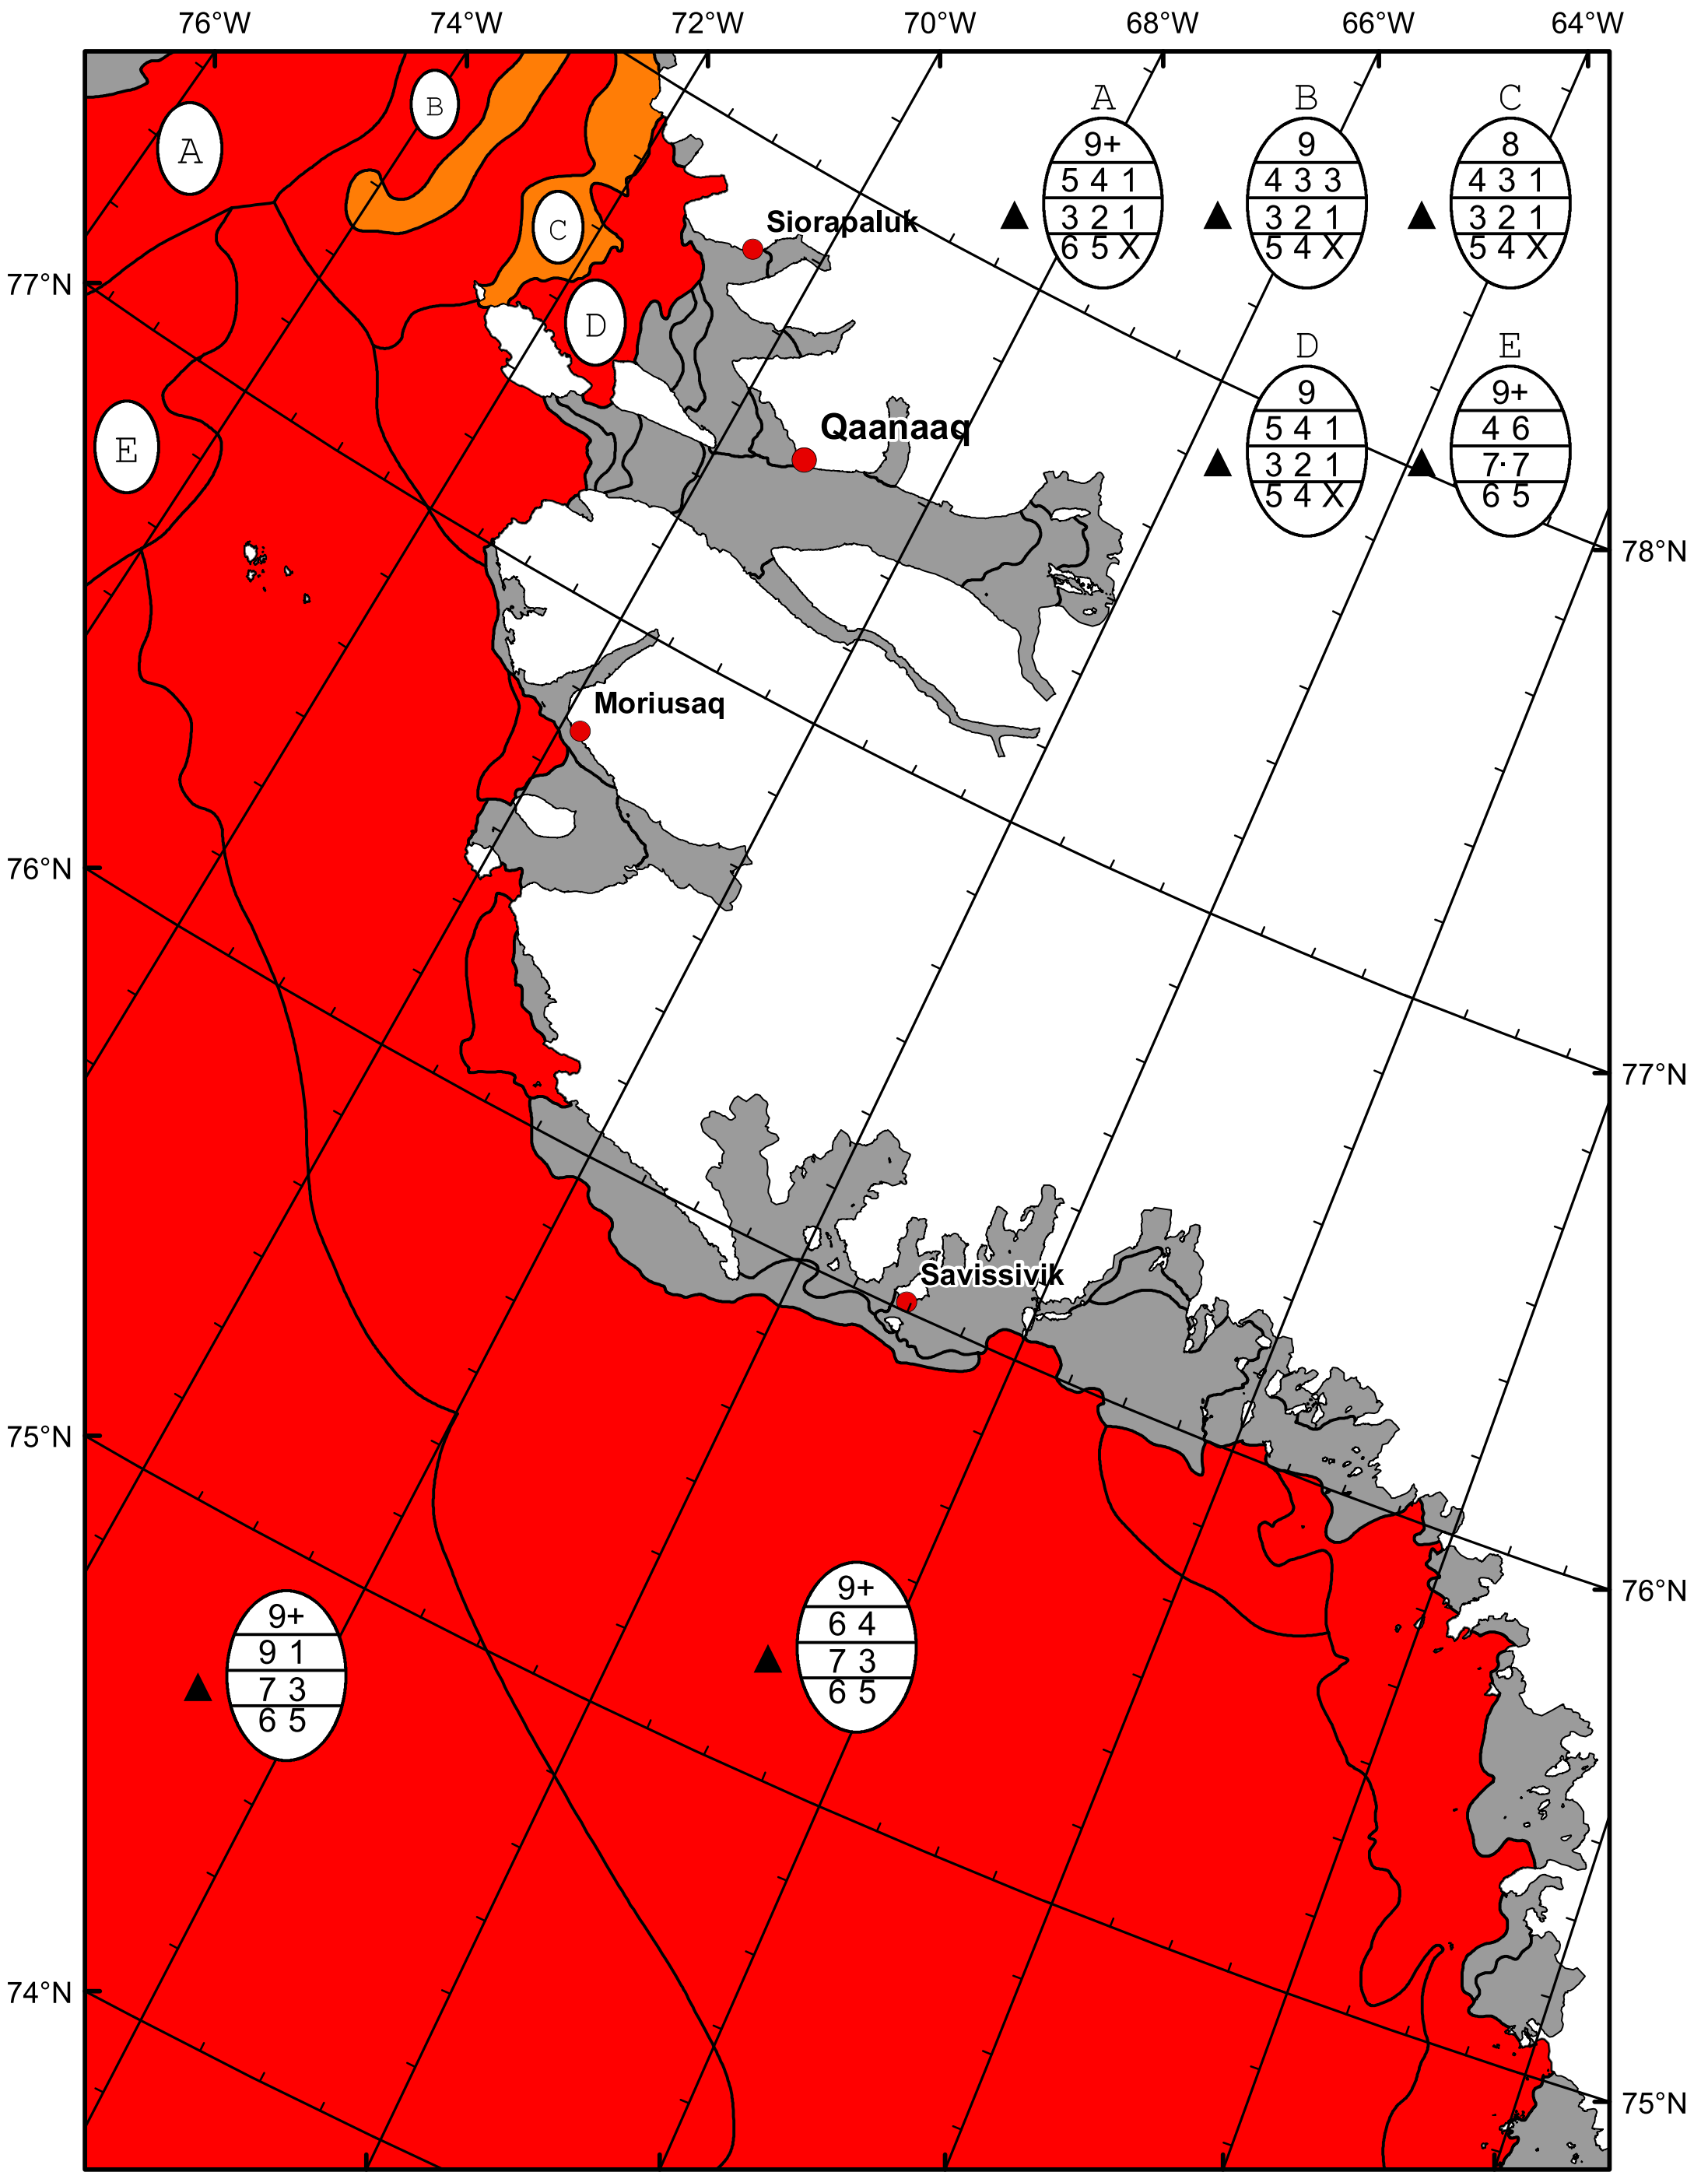 76°W 74°W 72°W 70°W 68°W 66°W 64°W
A B C
9+ 9 8
5 4 1 4 3 3 4 3 1
3 2 1 3 2 1 3 2 1
6 5 X 5 4 X 5 4 X
B
A
Siorapaluk
C
77°N
D
D E
9 9+
5 4 1 4 6
3 2 1 7· 7
5 4 X 6 5
Qaanaaq
E
78°N
Moriusaq
76°N
77°N
Savissivik
75°N
9+
6 4
7 3
6 5
76°N
9+
9 1
7 3
6 5
74°N
75°N